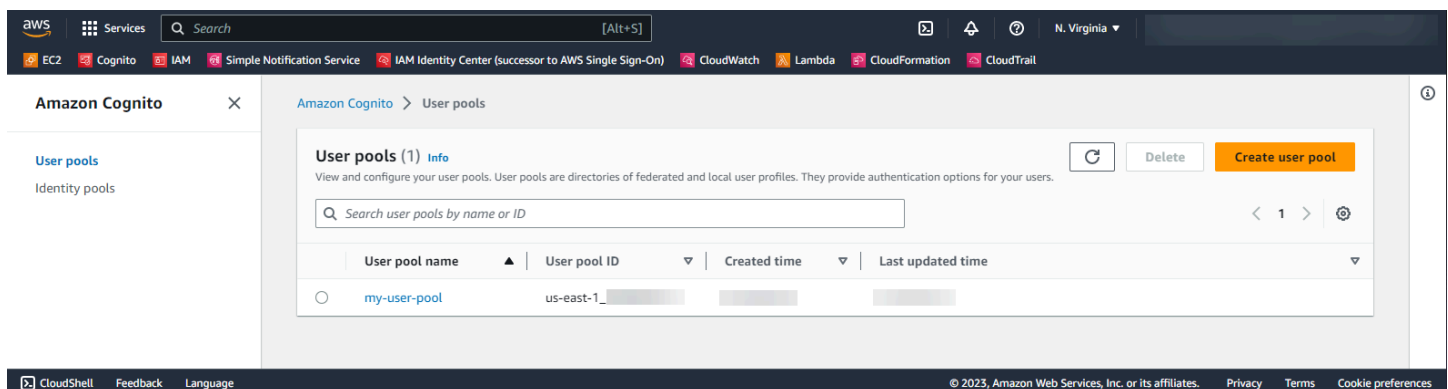 aws Services Search [Alt+S] N. Virginia
EC2 Cognito IAM Simple Notification Service IAM Identity Center (successor to AWS Single Sign-On) CloudWatch Lambda CloudFormation CloudTrail
Amazon Cognito
User pools
Identity pools
Amazon Cognito > User pools
User pools (1) Info
View and configure your user pools. User pools are directories of federated and local user profiles. They provide authentication options for your users.
Delete Create user pool
Search user pools by name or ID
1
User pool name User pool ID Created time Last updated time
my-user-pool us-east-1_
CloudShell Feedback Language © 2023, Amazon Web Services, Inc. or its affiliates. Privacy Terms Cookie preferences